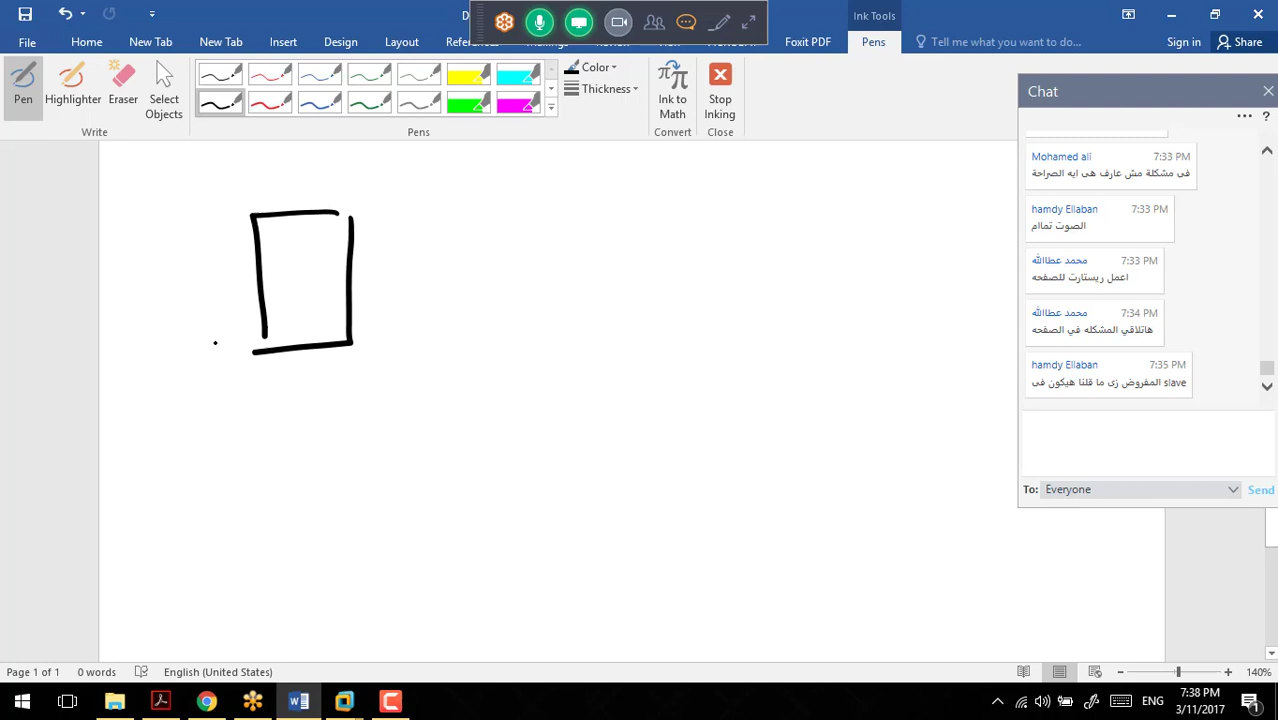 Ink Tools
File
Home
New Tab
New Tab
Insert
Design
Layout
Foxit PDF
Pens
Tell me what you want to do
Sign in
Share
Pen
Highlighter
Eraser
Select Objects
Color
Thickness
Ink to Math
Stop Inking
Write
Pens
Convert
Close
Chat
Mohamed ali 7:33 PM
فى مشكلة مش عارف هى ايه الصراحة
hamdy Ellaban 7:33 PM
الصوت تماام
محمد عطاالله 7:33 PM
اعمل ريستارت للصفحه
محمد عطاالله 7:34 PM
هاتلاقي المشكله في الصفحه
hamdy Ellaban 7:35 PM
المفروض زى ما قلنا هيكون فى slave
To: Everyone
Send
Page 1 of 1
0 words
English (United States)
140%
ENG
7:38 PM
3/11/2017